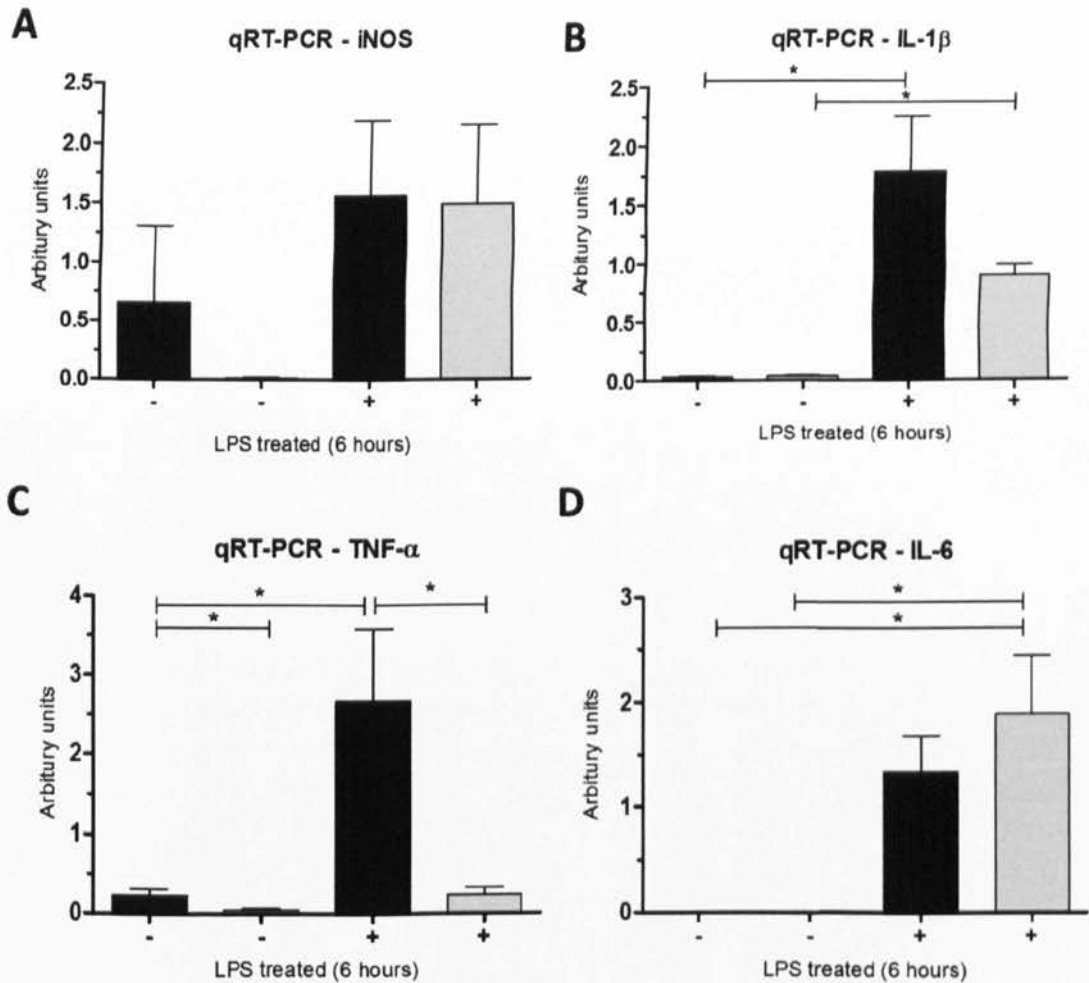 A
qRT-PCR - iNOS
2.5
2.0
1.5
1.0
0.5
0.0
Arbitury units
- - + +
LPS treated (6 hours)
B
qRT-PCR - IL-1β
* *
2.5
2.0
1.5
1.0
0.5
0.0
Arbitury units
- - + +
LPS treated (6 hours)
C
qRT-PCR - TNF-α
* * *
4
3
2
1
0
Arbitury units
- - + +
LPS treated (6 hours)
D
qRT-PCR - IL-6
*
*
3
2
1
0
Arbitury units
- - + +
LPS treated (6 hours)